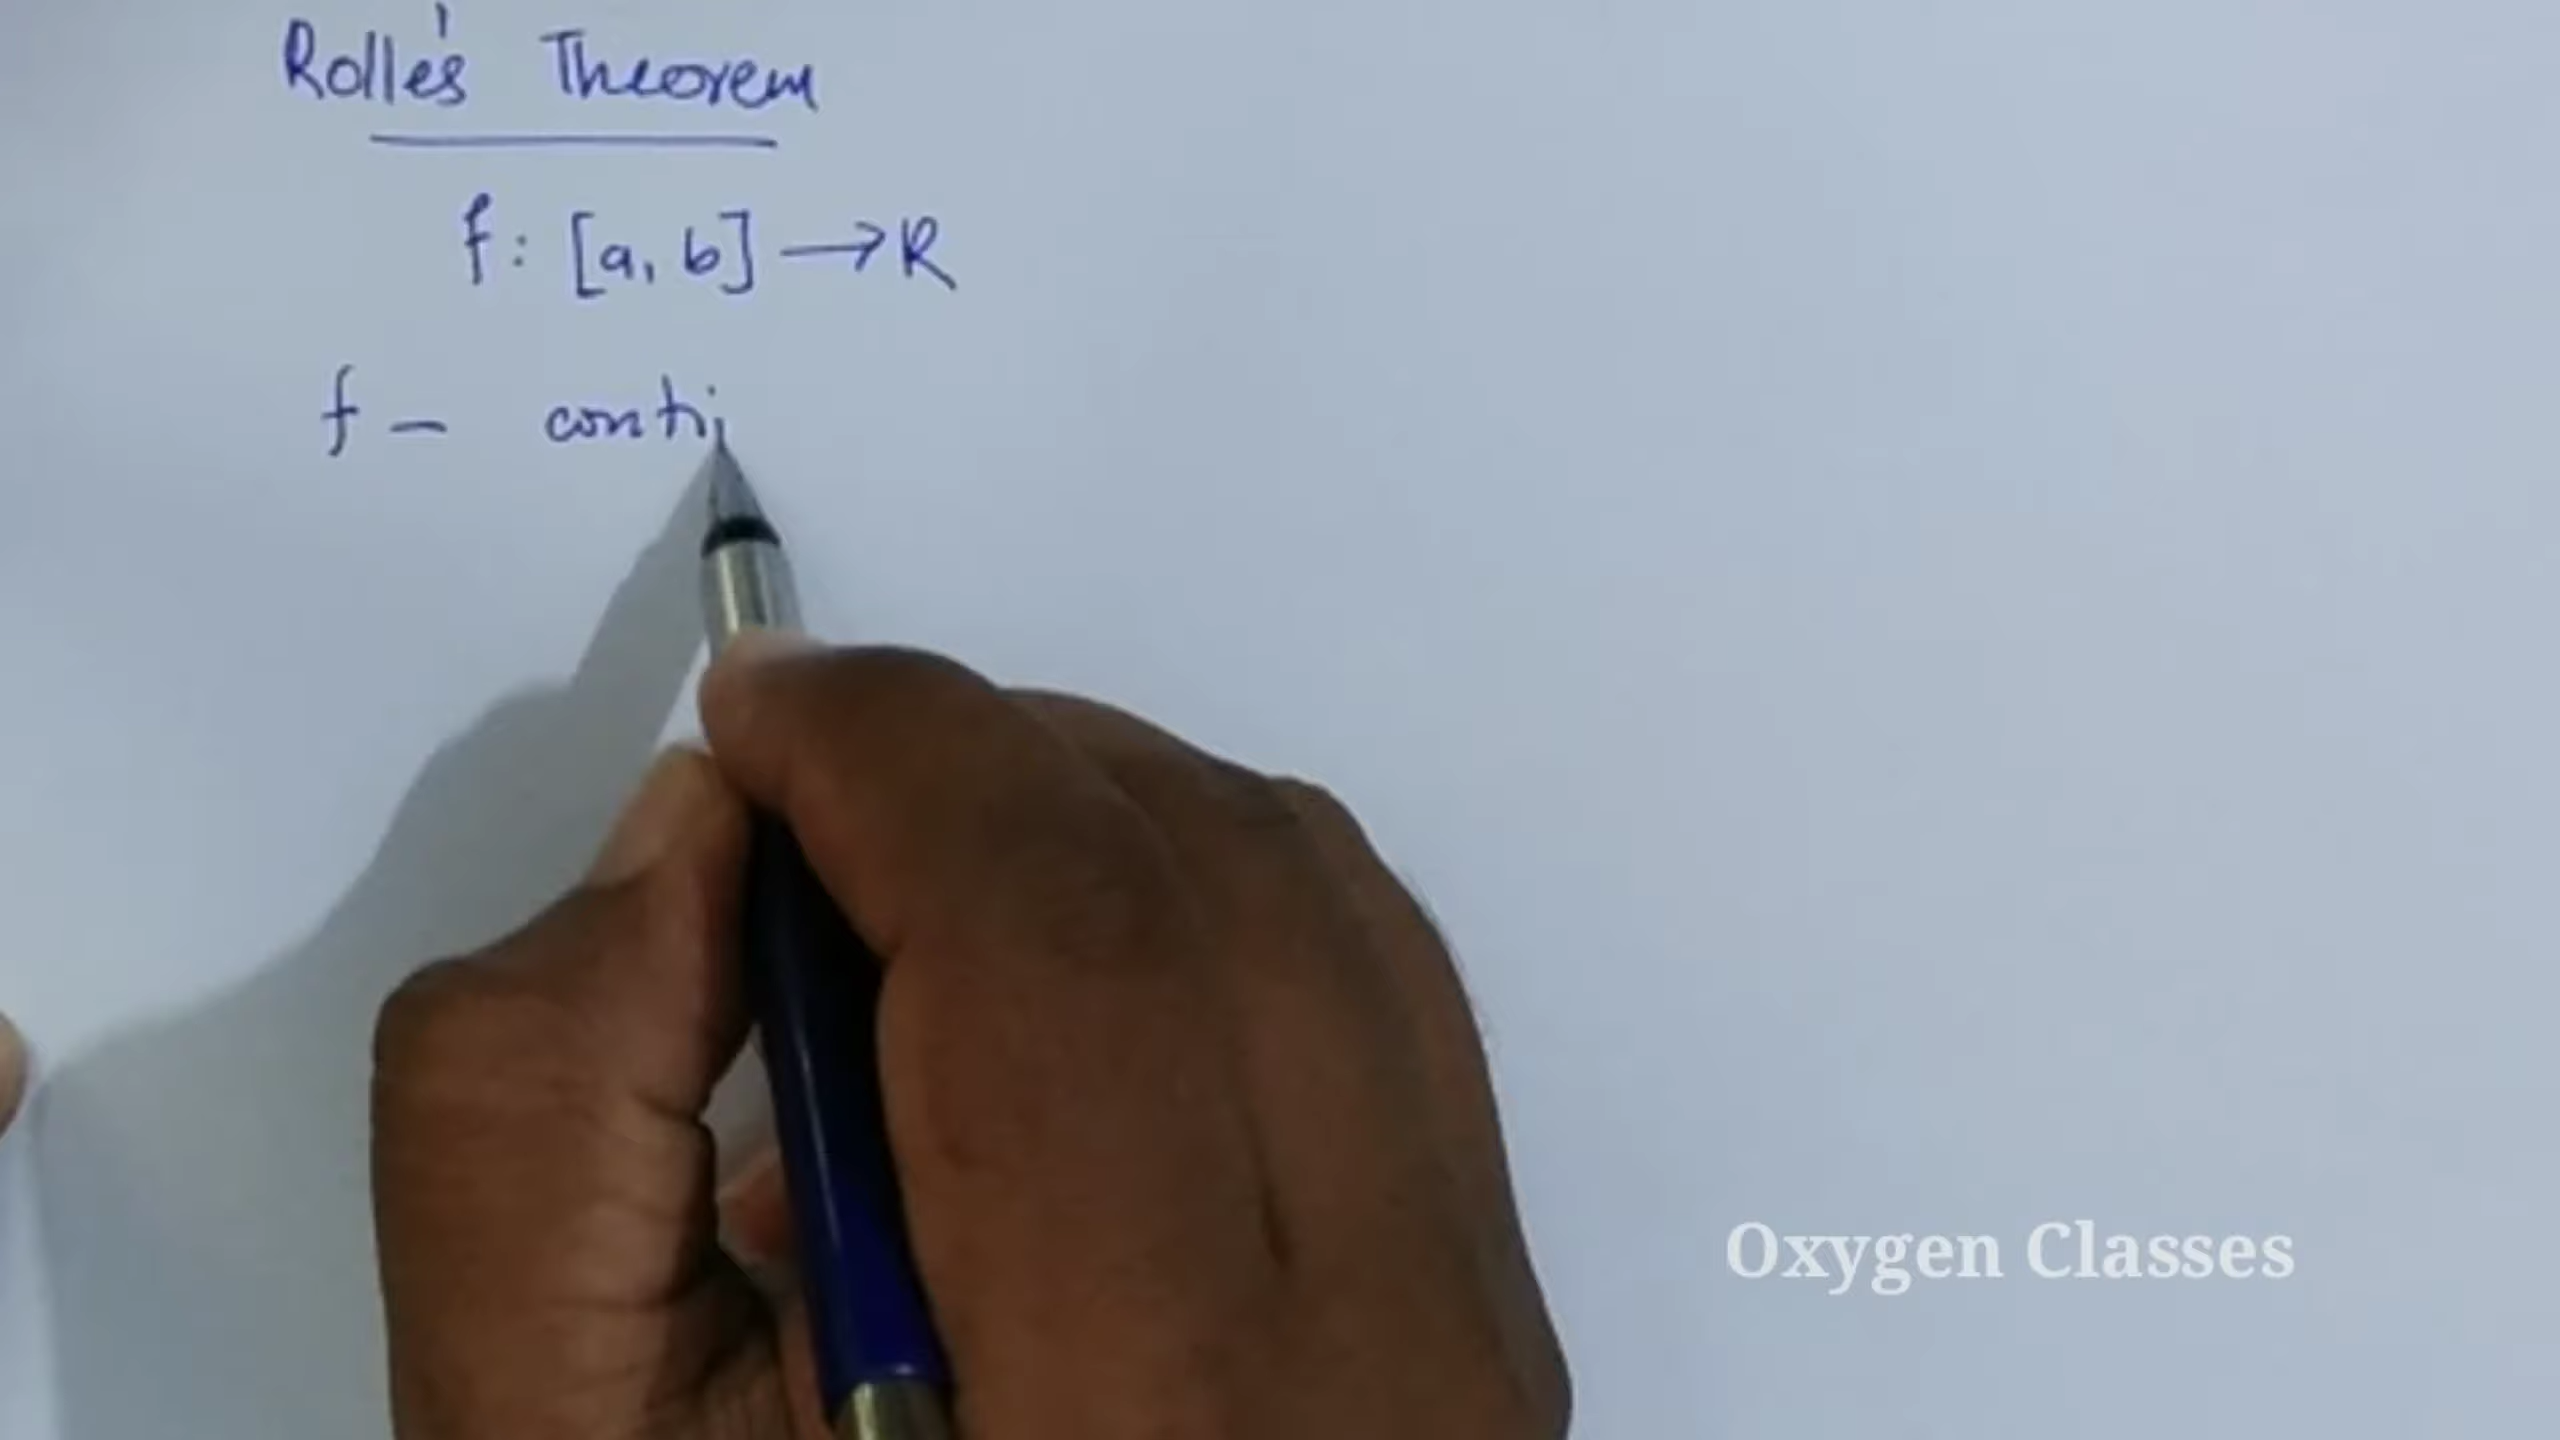 Rolle's Theorem
f: [a, b] → R
f – conti
Oxygen Classes